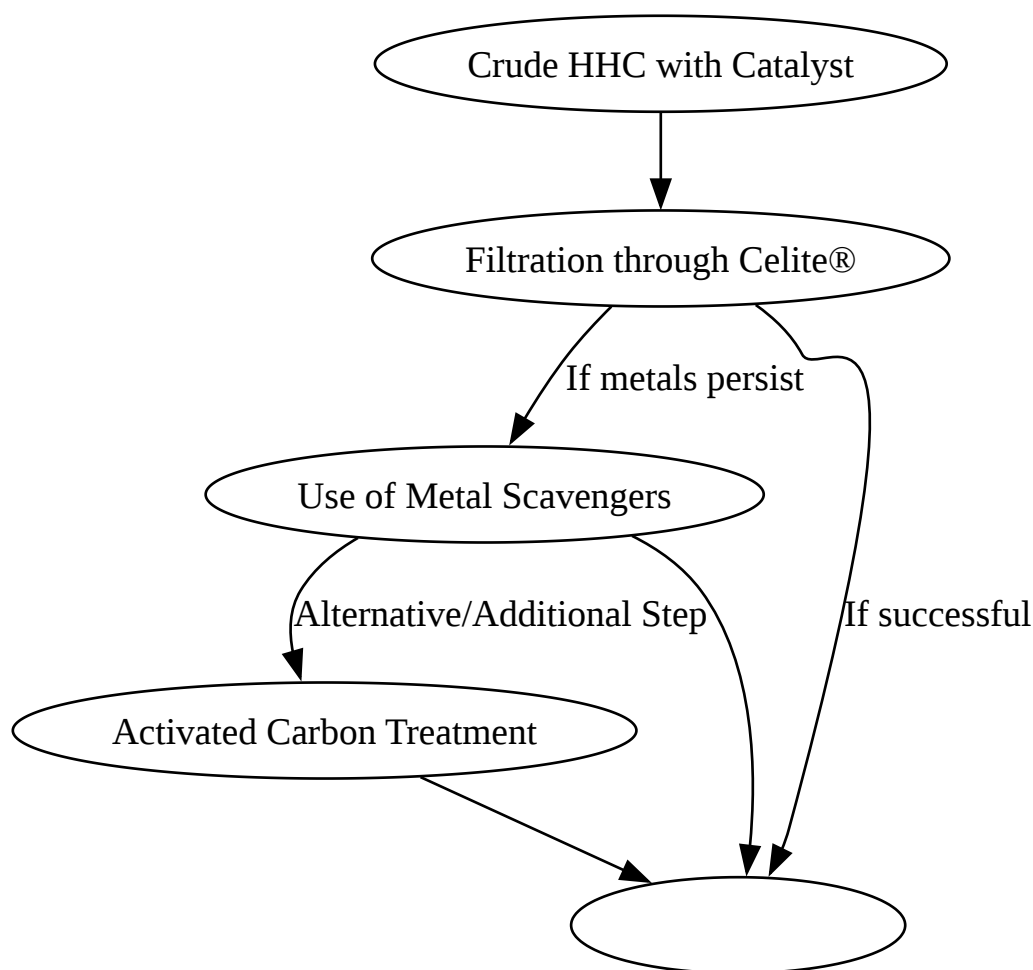 Crude HHC with Catalyst
Filtration through Celite®
If metals persist
Use of Metal Scavengers
Alternative/Additional Step
If successful
Activated Carbon Treatment